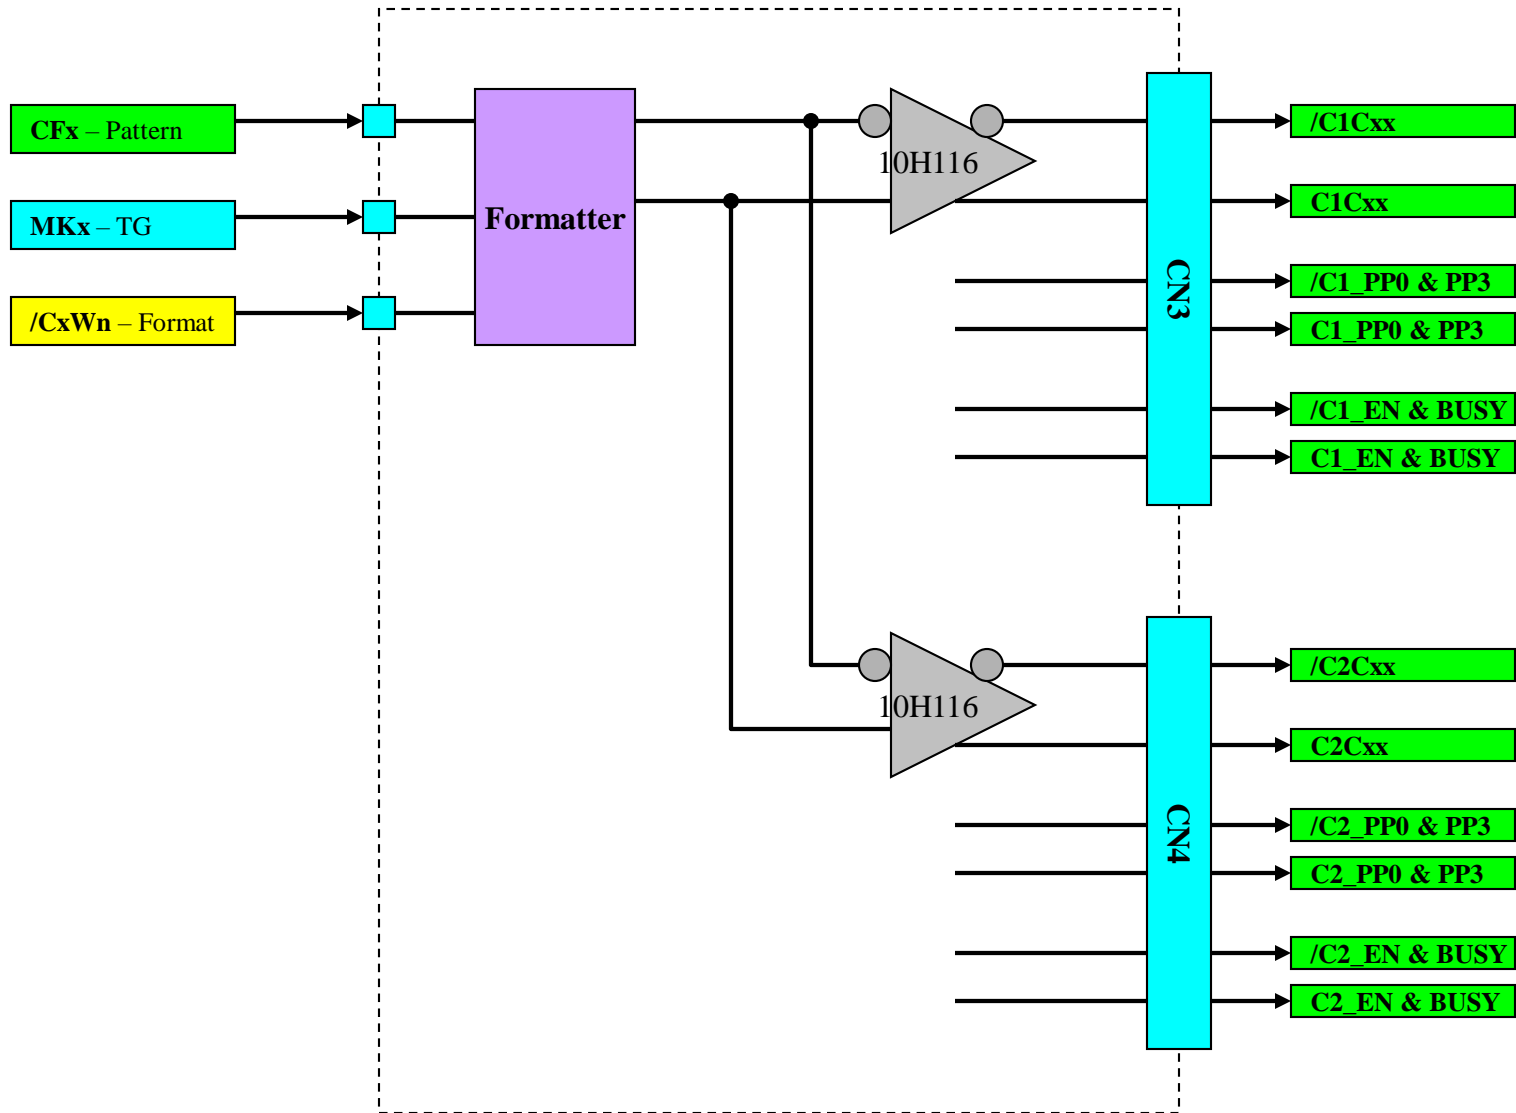 CFx – Pattern
MKx – TG
/CxWn – Format
Formatter
10H116
CN3
/C1Cxx
C1Cxx
/C1_PP0 & PP3
C1_PP0 & PP3
/C1_EN & BUSY
C1_EN & BUSY
10H116
CN4
/C2Cxx
C2Cxx
/C2_PP0 & PP3
C2_PP0 & PP3
/C2_EN & BUSY
C2_EN & BUSY